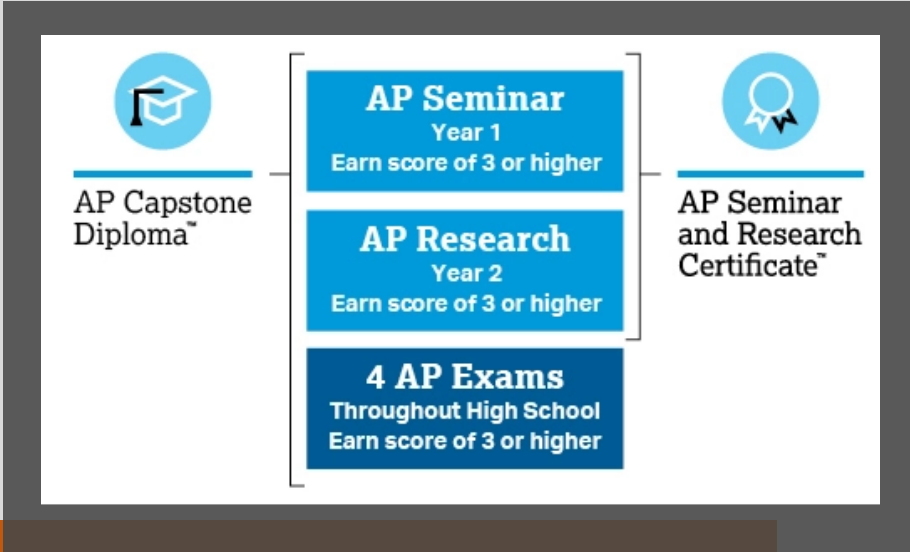 AP Capstone
Diploma™
AP Seminar
Year 1
Earn score of 3 or higher
AP Research
Year 2
Earn score of 3 or higher
4 AP Exams
Throughout High School
Earn score of 3 or higher
AP Seminar
and Research
Certificate™